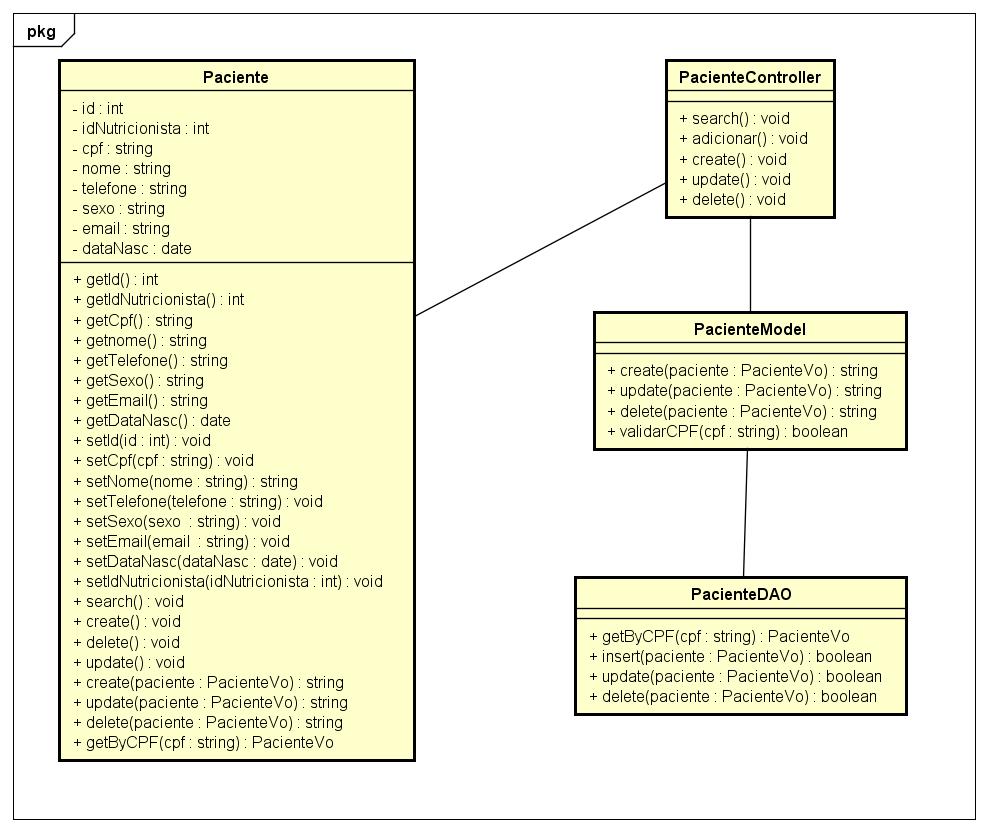 pkg
Paciente
- id : int
- idNutricionista : int
- cpf : string
- nome : string
- telefone : string
- sexo : string
- email : string
- dataNasc : date
+ getId() : int
+ getIdNutricionista() : int
+ getCpf() : string
+ getnome() : string
+ getTelefone() : string
+ getSexo() : string
+ getEmail() : string
+ getDataNasc() : date
+ setId(id : int) : void
+ setCpf(cpf : string) : void
+ setNome(nome : string) : string
+ setTelefone(telefone : string) : void
+ setSexo(sexo : string) : void
+ setEmail(email : string) : void
+ setDataNasc(dataNasc : date) : void
+ setIdNutricionista(idNutricionista : int) : void
+ search() : void
+ create() : void
+ delete() : void
+ update() : void
+ create(paciente : PacienteVo) : string
+ update(paciente : PacienteVo) : string
+ delete(paciente : PacienteVo) : string
+ getByCPF(cpf : string) : PacienteVo
PacienteController
+ search() : void
+ adicionar() : void
+ create() : void
+ update() : void
+ delete() : void
PacienteModel
+ create(paciente : PacienteVo) : string
+ update(paciente : PacienteVo) : string
+ delete(paciente : PacienteVo) : string
+ validarCPF(cpf : string) : boolean
PacienteDAO
+ getByCPF(cpf : string) : PacienteVo
+ insert(paciente : PacienteVo) : boolean
+ update(paciente : PacienteVo) : boolean
+ delete(paciente : PacienteVo) : boolean